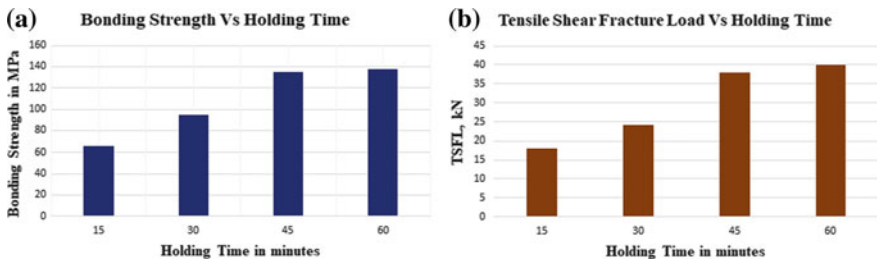 (a)
Bonding Strength Vs Holding Time
Bonding Strength in MPa
160
140
120
100
80
60
40
20
0
15 30 45 60
Holding Time in minutes
(b)
Tensile Shear Fracture Load Vs Holding Time
TSFL, kN
45
40
35
30
25
20
15
10
5
0
15 30 45 60
Holding Time in minutes